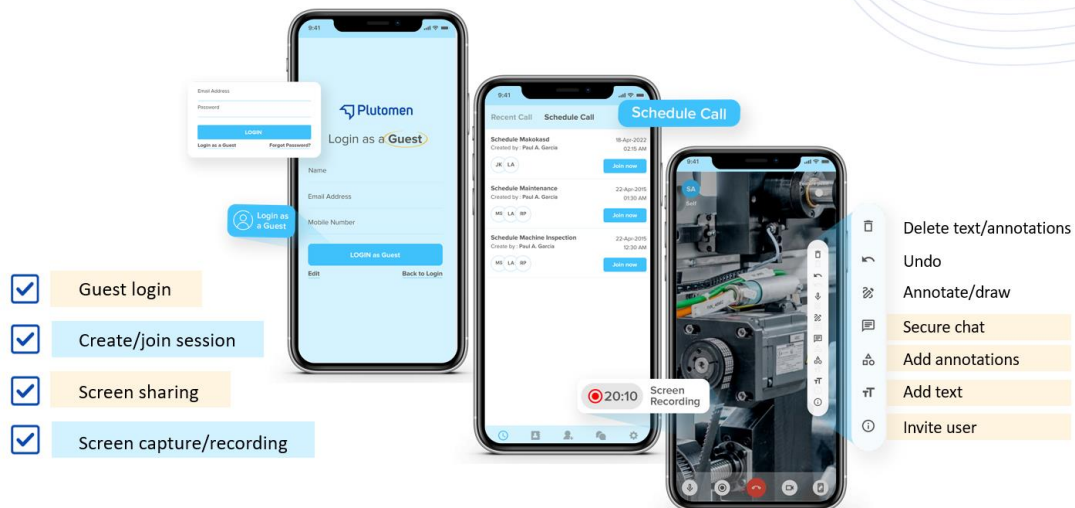 9:41
Email Address
Password
LOGIN
Login as a Guest
Forgot Password?
Plutomen
Login as a Guest
Name
Email Address
Mobile Number
Login as
a Guest
LOGIN as Guest
Edit
Back to Login
Guest login
Create/join session
Screen sharing
Screen capture/recording
9:41
Schedule Call
Recent Call
Schedule Call
Schedule Makokasd
18-Apr-2022
Created by : Paul A. Garcia
02:15 AM
JK
LA
Join now
Schedule Maintenance
22-Apr-2015
Created by : Paul A. Garcia
01:30 AM
MS
LA
RP
Join now
Schedule Machine Inspection
22-Apr-2015
Create by : Paul A. Garcia
12:30 AM
MS
LA
RP
Join now
20:10
Screen
Recording
9:41
SA
Self
Delete text/annotations
Undo
Annotate/draw
Secure chat
Add annotations
Add text
Invite user